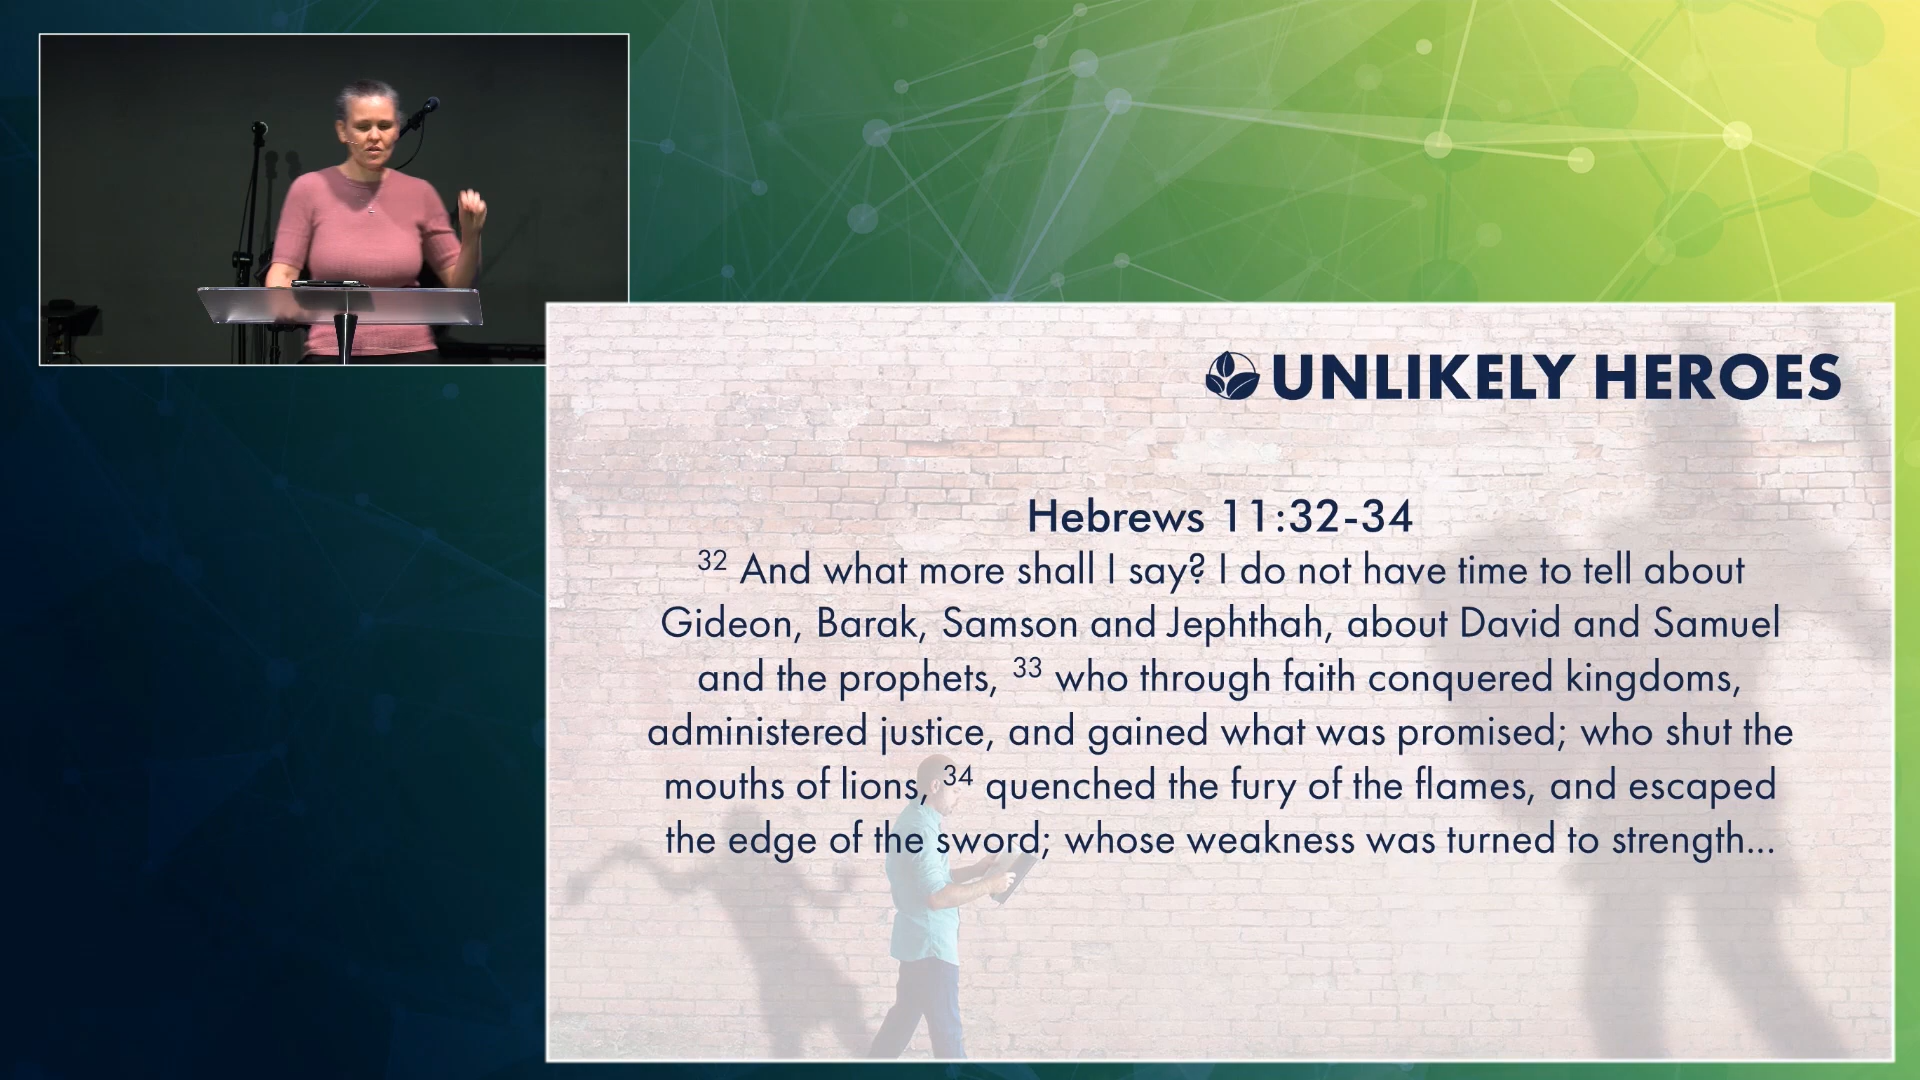 UNLIKELY HEROES
Hebrews 11:32-34
32 And what more shall I say? I do not have time to tell about
Gideon, Barak, Samson and Jephthah, about David and Samuel
and the prophets, 33 who through faith conquered kingdoms,
administered justice, and gained what was promised; who shut the
mouths of lions, 34 quenched the fury of the flames, and escaped
the edge of the sword; whose weakness was turned to strength...